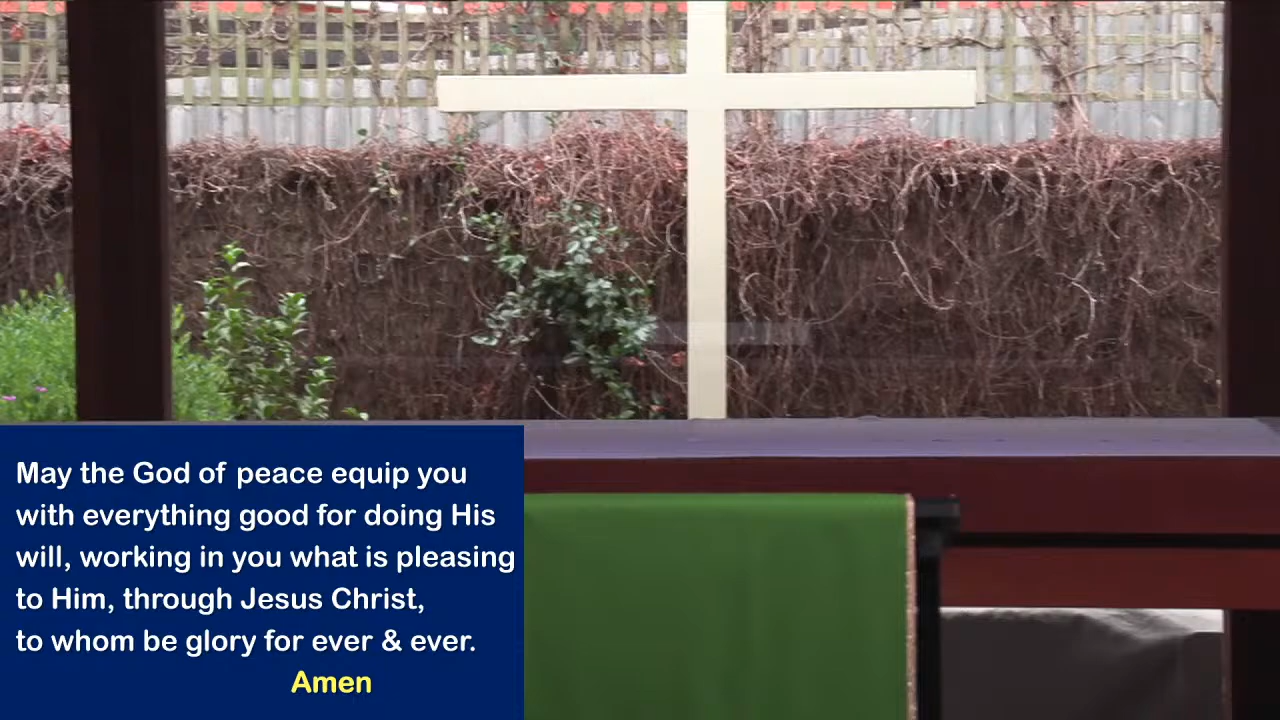 May the God of peace equip you
with everything good for doing His
will, working in you what is pleasing
to Him, through Jesus Christ,
to whom be glory for ever & ever.
Amen